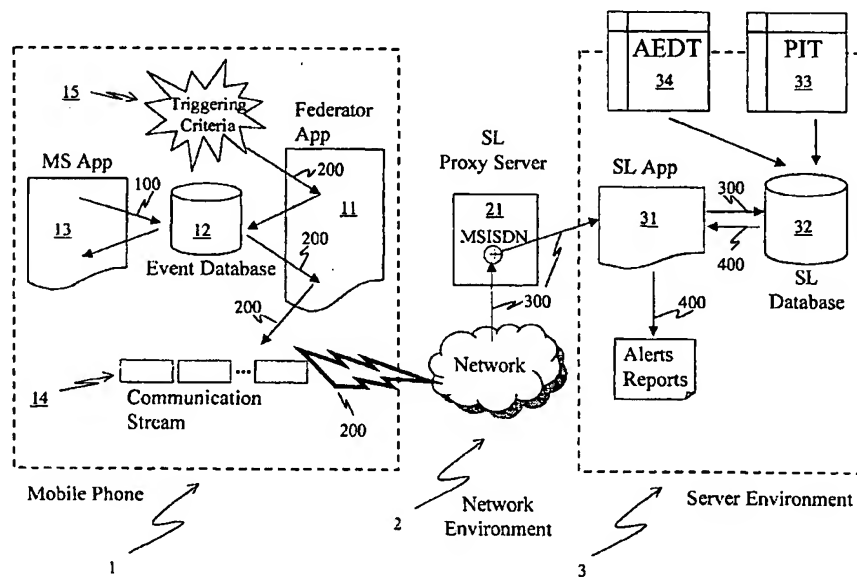 AEDT
34
PIT
33
15
Triggering
Criteria
Federator
App
200
11
MS App
100
13
12
Event Database
200
200
SL
Proxy Server
21
MSISDN
300
SL App
31
300
400
32
SL
Database
400
Alerts
Reports
Network
14
...
Communication
Stream
200
Mobile Phone
1
2
Network
Environment
Server Environment
3